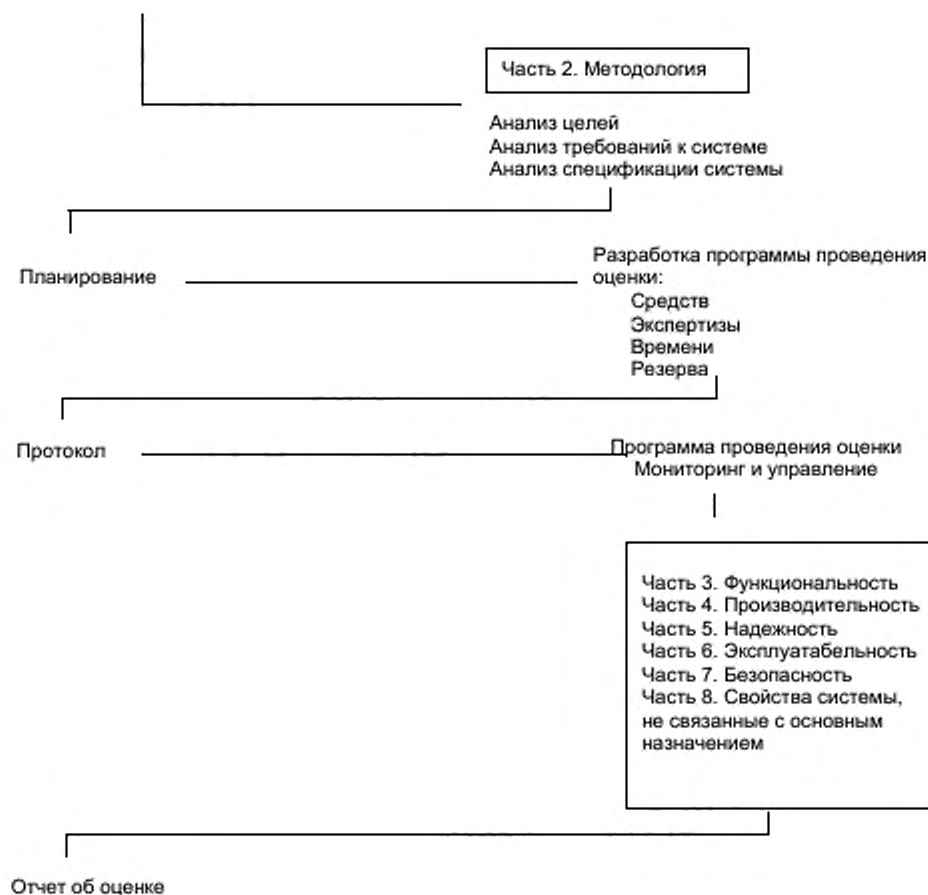 Часть 2. Методология
Анализ целей
Анализ требований к системе
Анализ спецификации системы
Планирование
Разработка программы проведения
оценки:
Средств
Экспертизы
Времени
Резерва
Протокол
Программа проведения оценки
Мониторинг и управление
Часть 3. Функциональность
Часть 4. Производительность
Часть 5. Надежность
Часть 6. Эксплуатабельность
Часть 7. Безопасность
Часть 8. Свойства системы,
не связанные с основным
назначением
Отчет об оценке